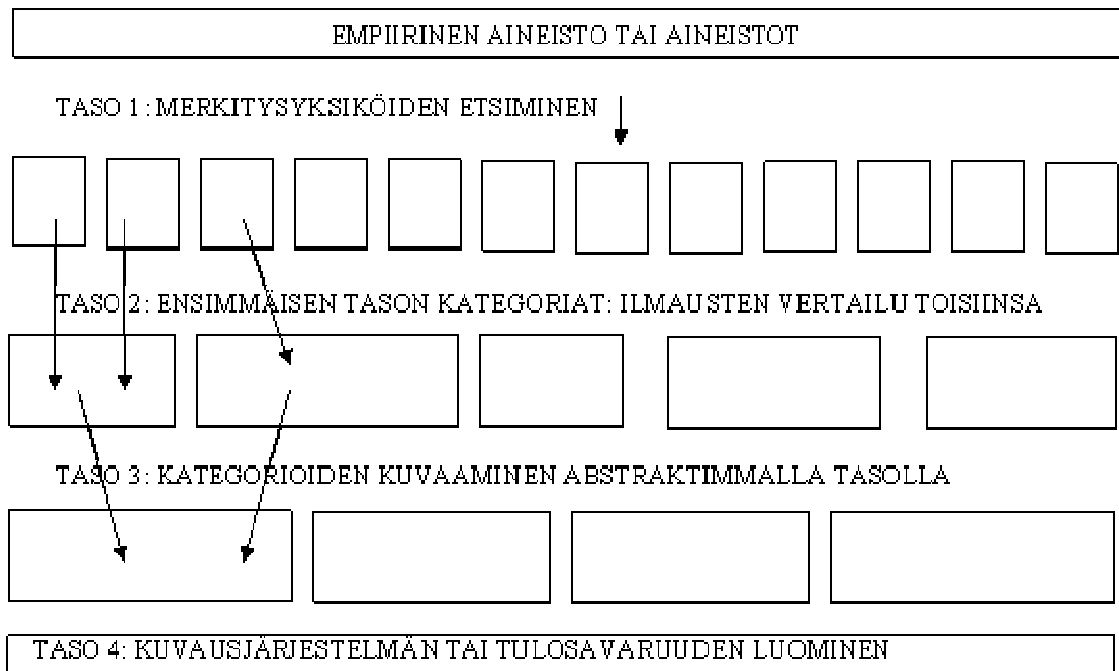 EMPIIRINEN AINEISTO TAI AINEISTOT
TASO 1: MERKITYSYKSIKÖIDEN ETSIMINEN
TASO 2: ENSIMMÄISEN TASON KATEGORIAT: ILMAUSTEN VERTAILU TOISIINSA
TASO 3: KATEGORIOIDEN KUVAAMINEN ABSTRAKTIMMALLA TASOLLA
TASO 4: KUVAUSJÄRJESTELMÄN TAI TULOSAVARUUDEN LUOMINEN